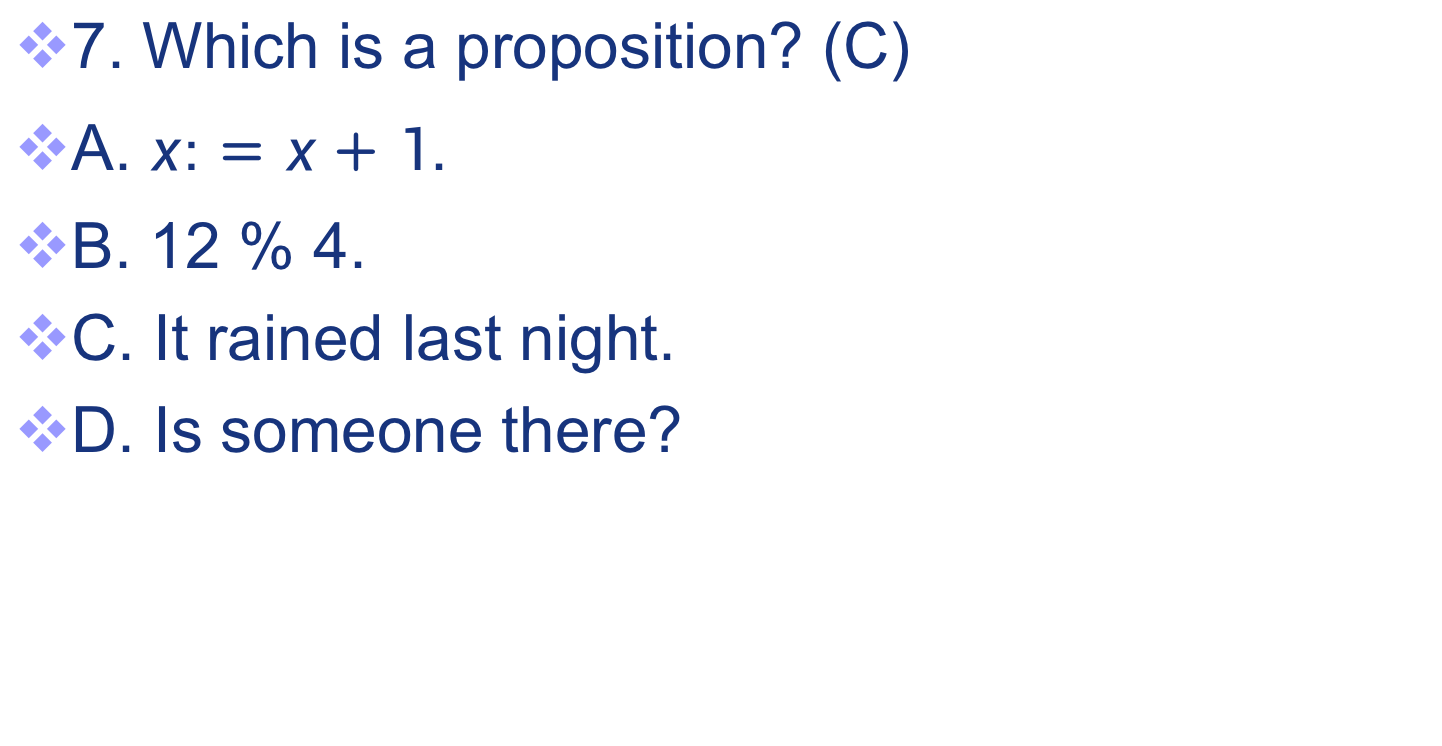 ❖7. Which is a proposition? (C)
❖A. x: = x + 1.
❖B. 12 % 4.
❖C. It rained last night.
❖D. Is someone there?